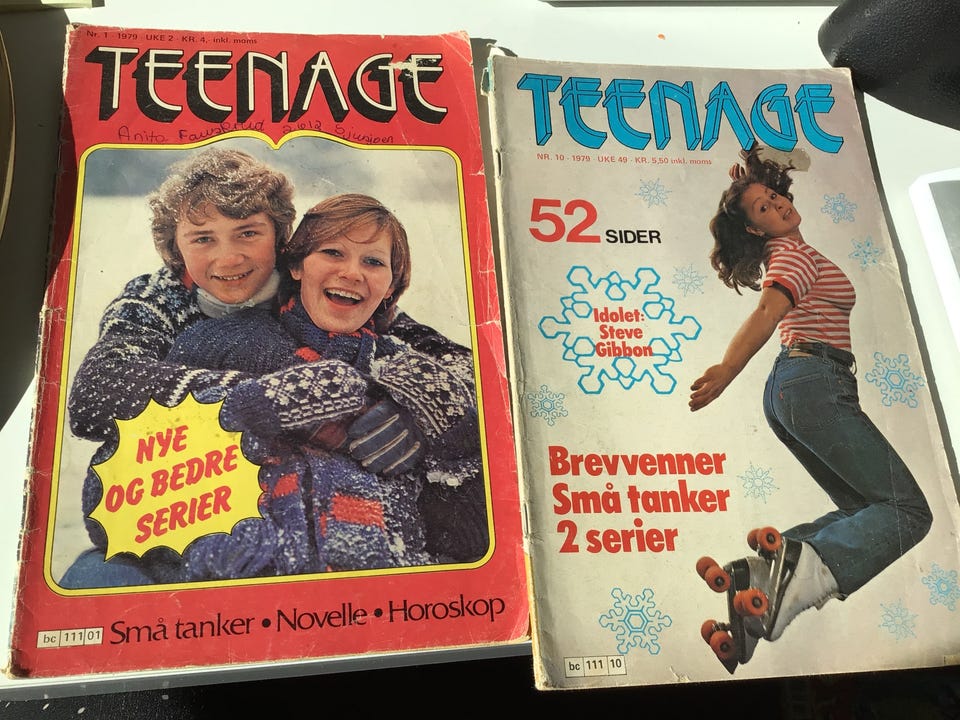 Nr. 1 · 1979 · UKE 2 · KR. 4,- inkl. moms
TEENAGE
Anita 2612
NYE
OG BEDRE
SERIER
bc 111 01
Små tanker • Novelle • Horoskop
TEENAGE
NR. 10 · 1979 · UKE 49 · KR. 5,50 inkl. moms
52 SIDER
Idolet:
Steve
Gibbon
Brevvenner
Små tanker
2 serier
bc 111 10